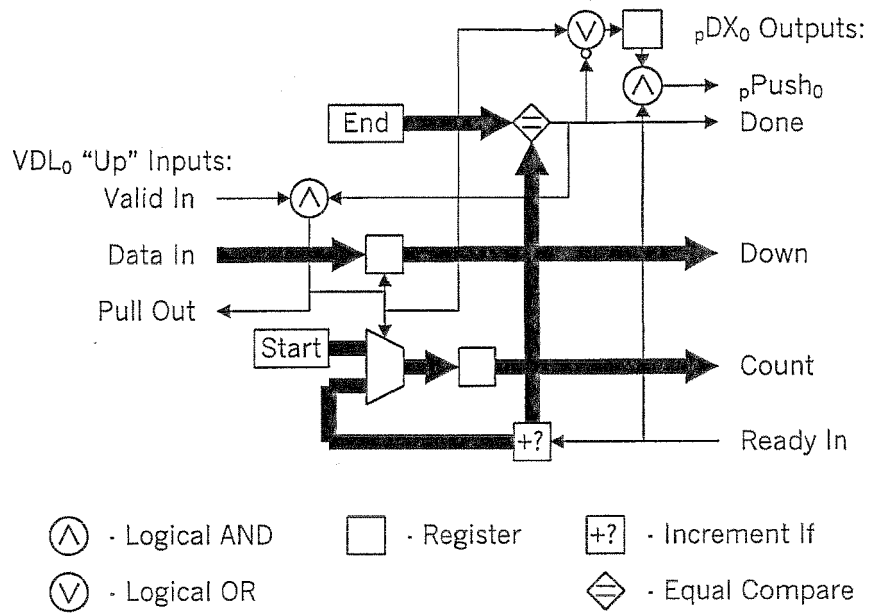 pDX0 Outputs:
pPush0
End
Done
VDL0 “Up” Inputs:
Valid In
Data In
Down
Pull Out
Start
Count
+?
Ready In
∧ - Logical AND
- Register
+? - Increment If
∨ - Logical OR
= - Equal Compare